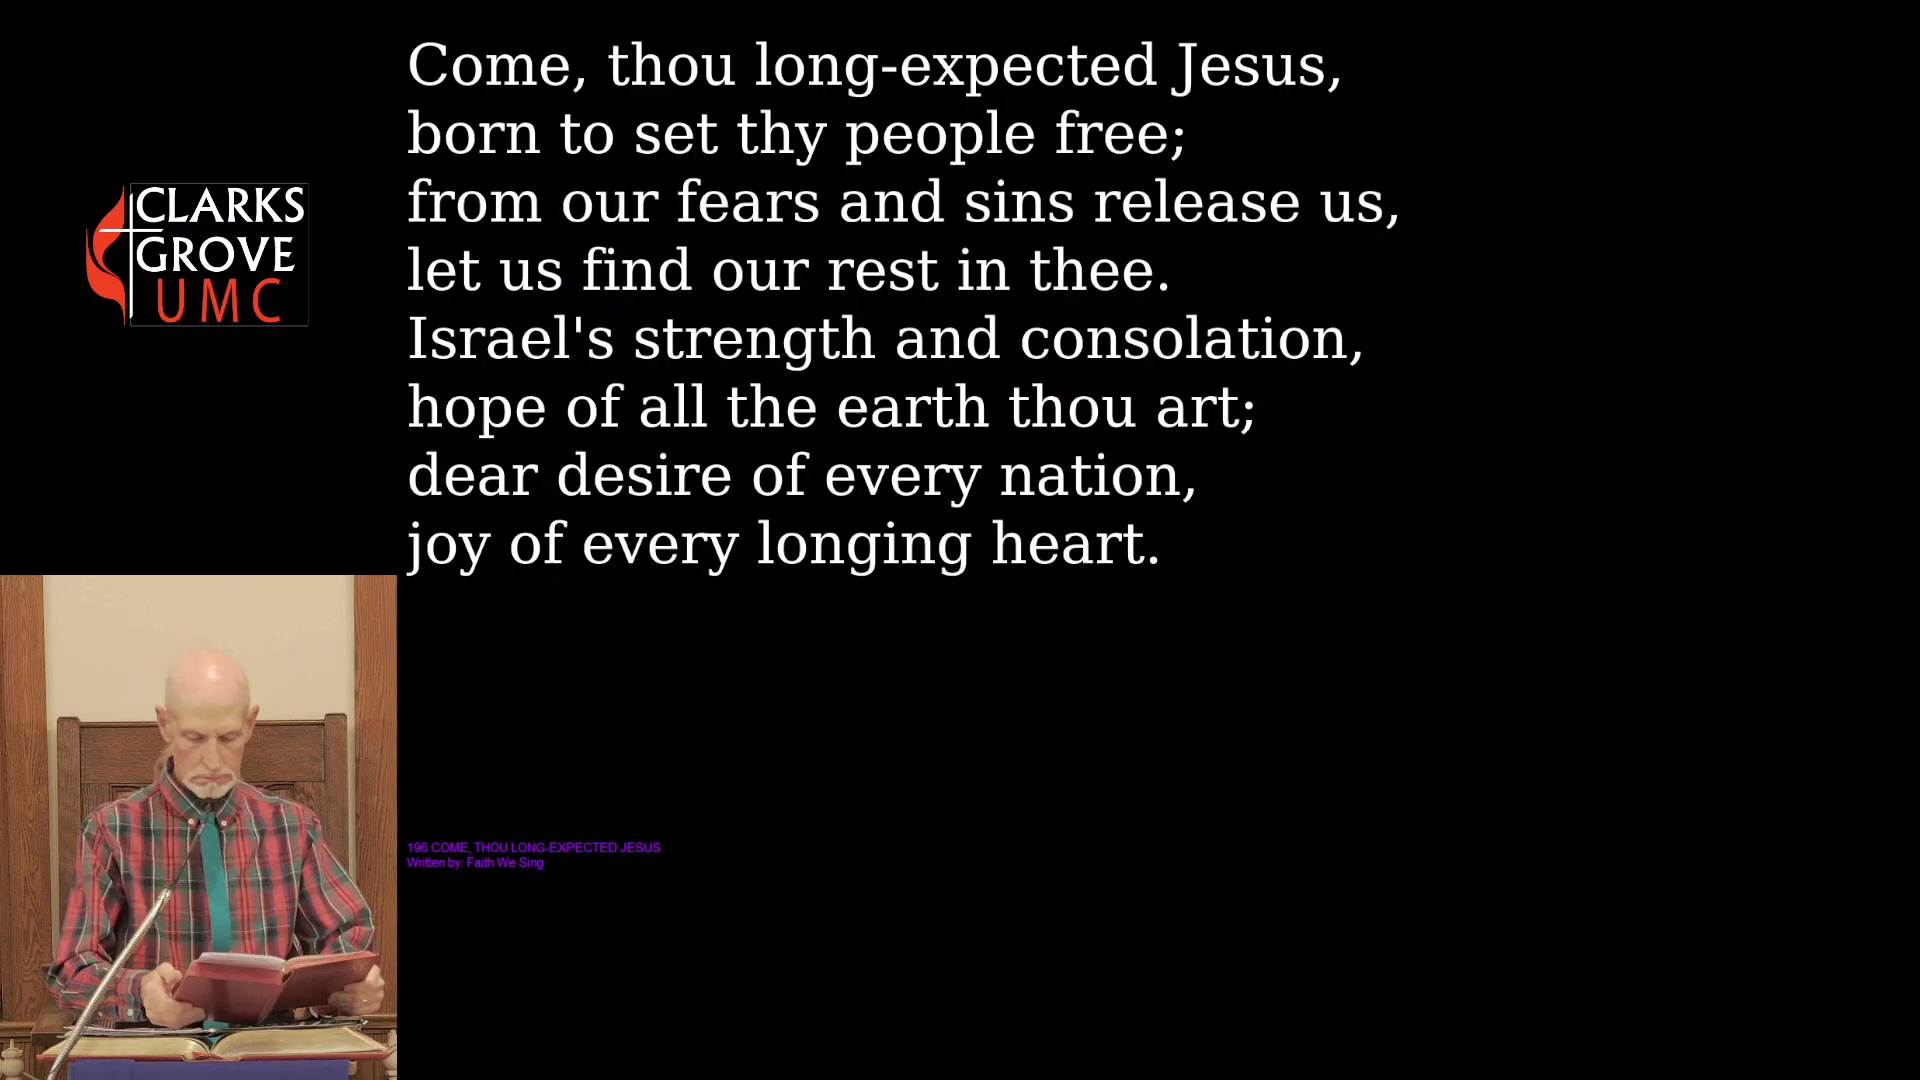 CLARKS
GROVE
UMC
Come, thou long-expected Jesus,
born to set thy people free;
from our fears and sins release us,
let us find our rest in thee.
Israel's strength and consolation,
hope of all the earth thou art;
dear desire of every nation,
joy of every longing heart.
196 COME, THOU LONG-EXPECTED JESUS
Written by: Faith We Sing